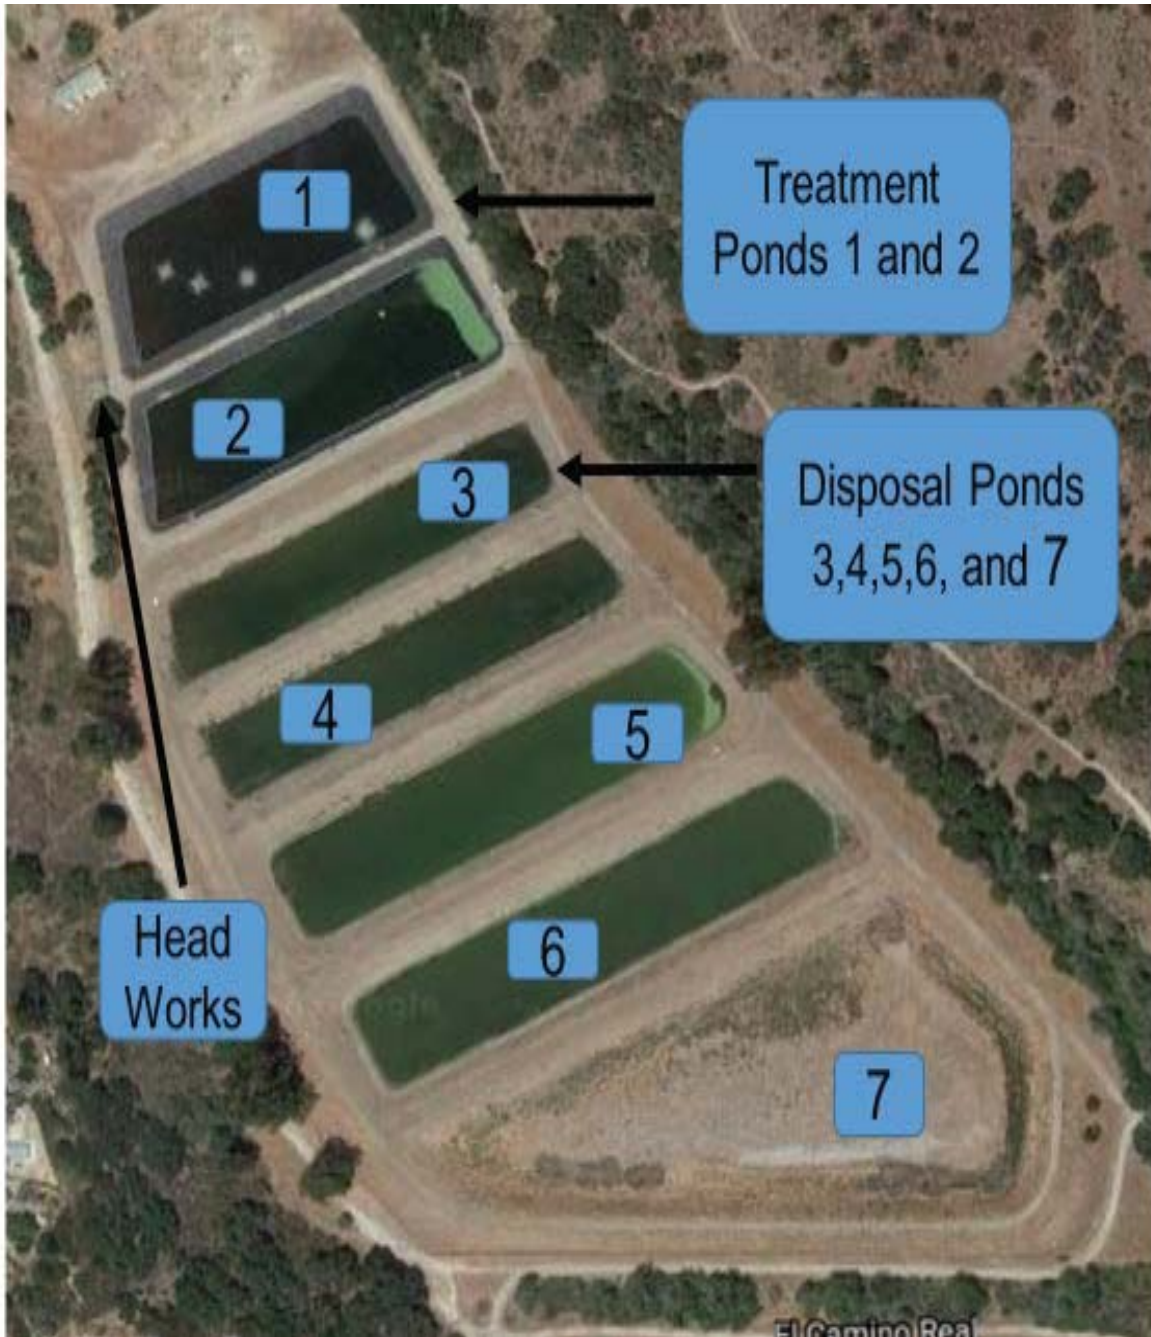 1
Treatment
Ponds 1 and 2
2
3
Disposal Ponds
3,4,5,6, and 7
4
5
Head
Works
6
7
El Camino Real